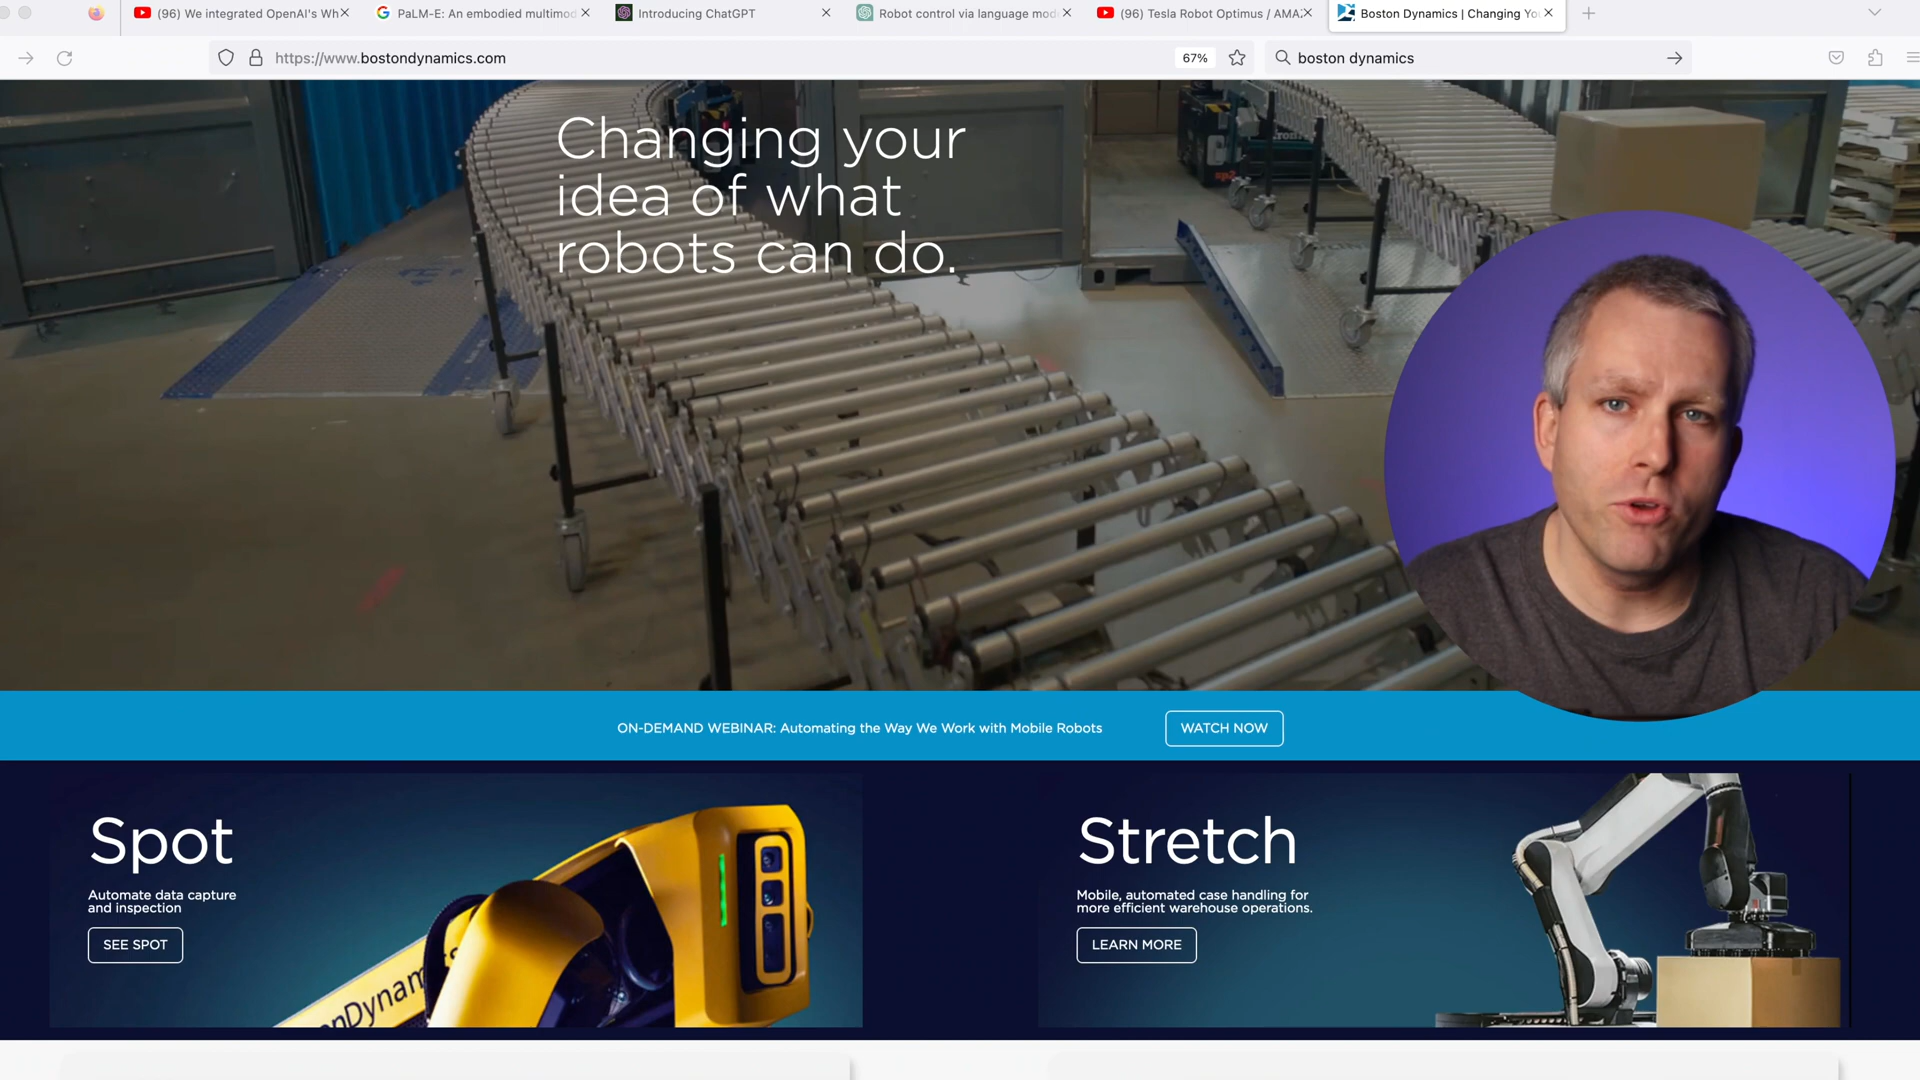 (96) We integrated OpenAI's Wh
PaLM-E: An embodied multimod
Introducing ChatGPT
Robot control via language mod
(96) Tesla Robot Optimus / AMAZ
Boston Dynamics | Changing Yo
https://www.bostondynamics.com
67%
boston dynamics
Changing your
idea of what
robots can do.
ON-DEMAND WEBINAR: Automating the Way We Work with Mobile Robots
WATCH NOW
Spot
Automate data capture
and inspection
SEE SPOT
Stretch
Mobile, automated case handling for
more efficient warehouse operations.
LEARN MORE